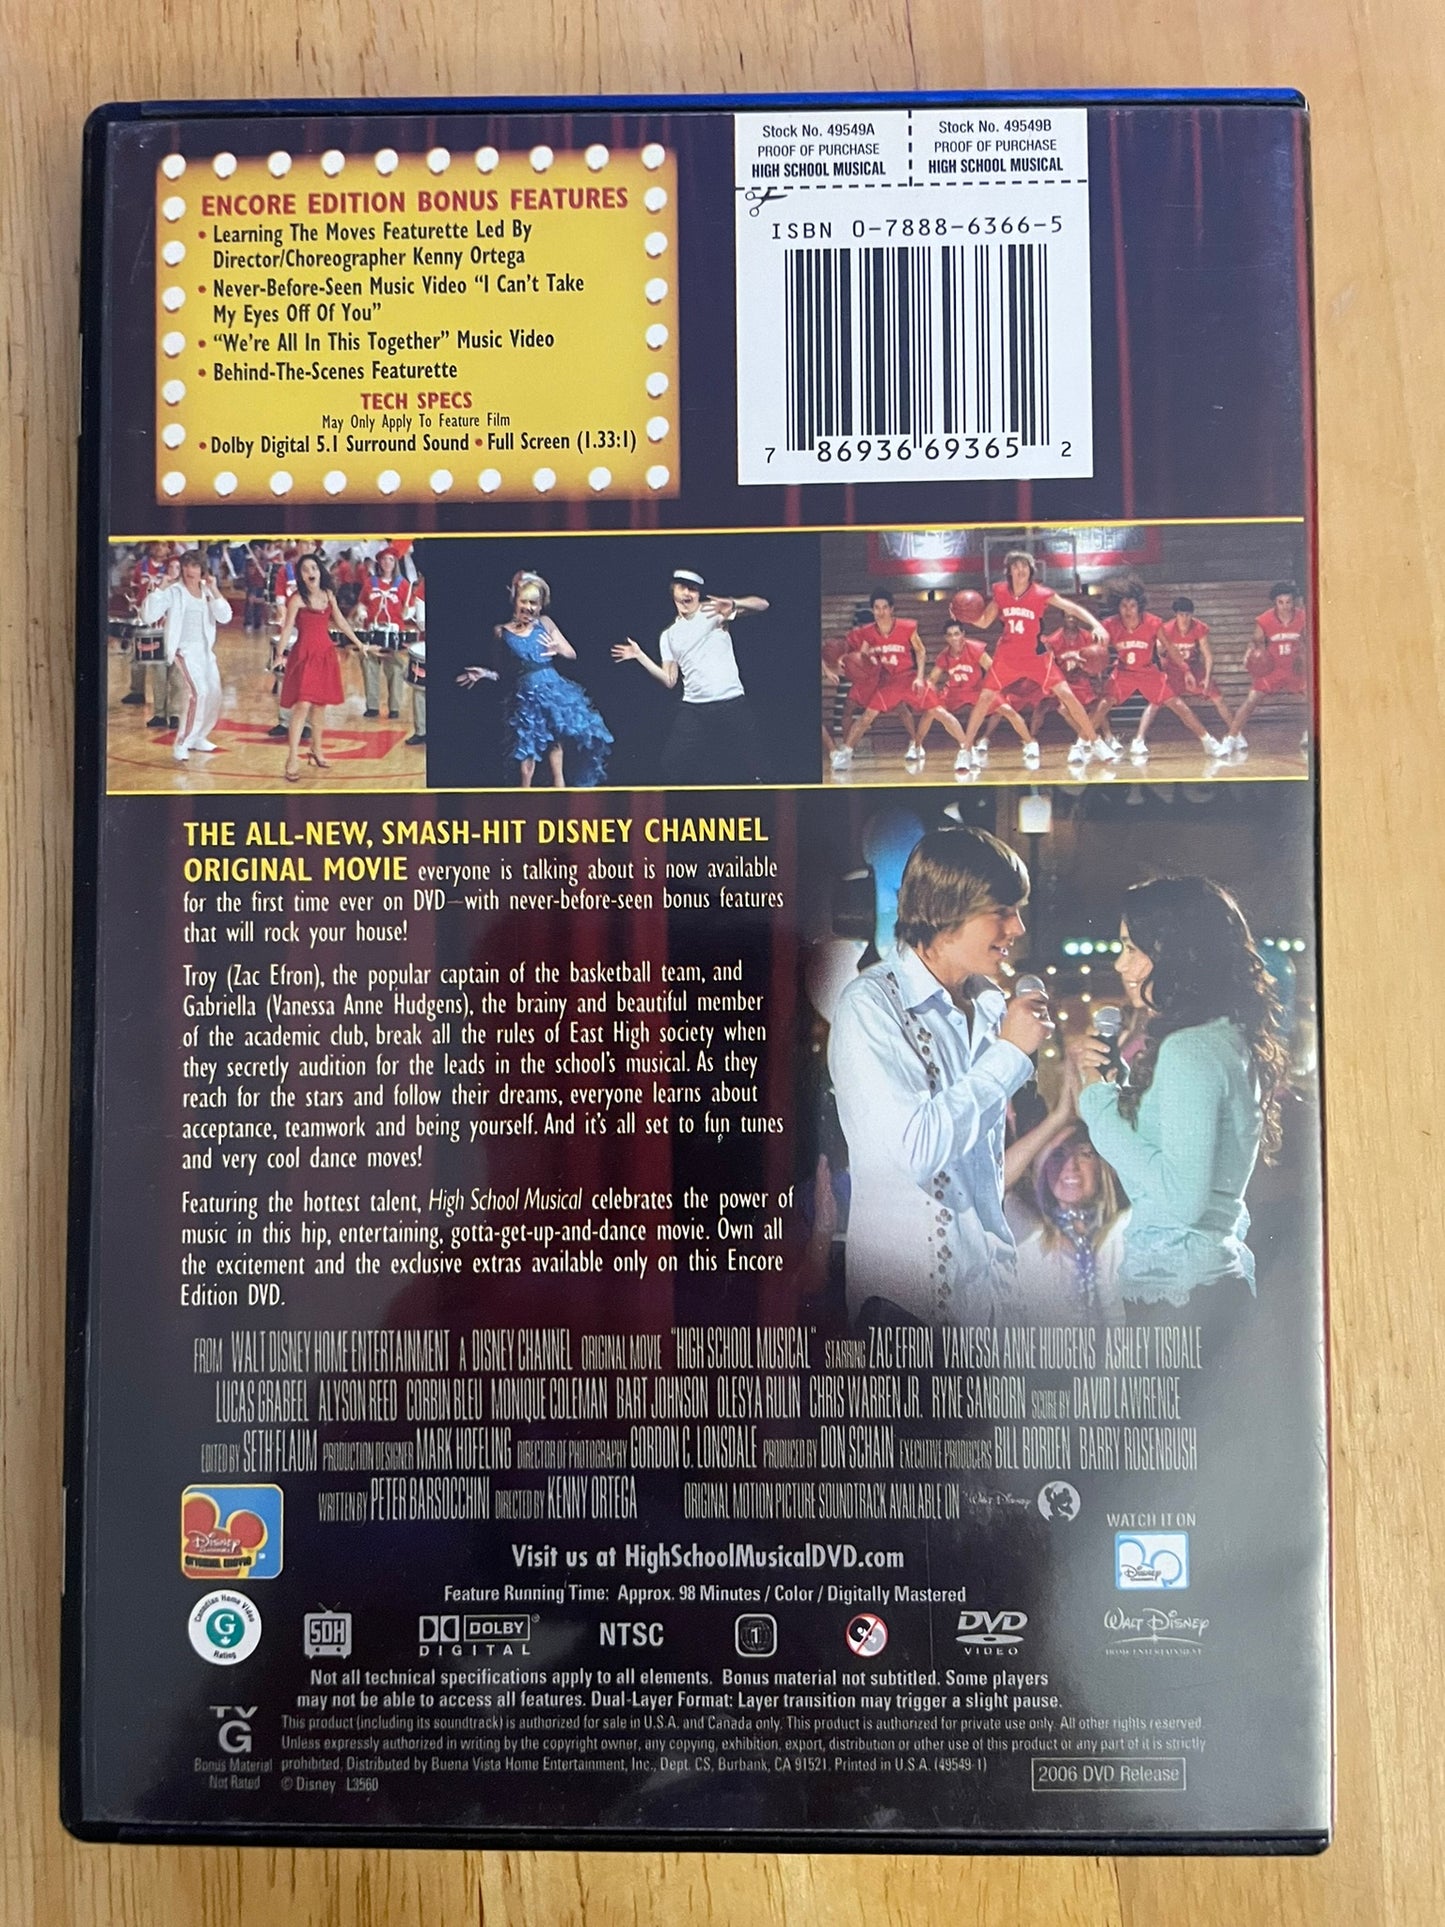 Stock No. 49549A
PROOF OF PURCHASE
HIGH SCHOOL MUSICAL
Stock No. 49549B
PROOF OF PURCHASE
HIGH SCHOOL MUSICAL
ISBN 0-7888-6366-5
7 86936 69365 2
ENCORE EDITION BONUS FEATURES
• Learning The Moves Featurette Led By
Director/Choreographer Kenny Ortega
• Never-Before-Seen Music Video “I Can’t Take
My Eyes Off Of You”
• “We’re All In This Together” Music Video
• Behind-The-Scenes Featurette
TECH SPECS
May Only Apply To Feature Film
• Dolby Digital 5.1 Surround Sound • Full Screen (1.33:1)
14
8
15
THE ALL-NEW, SMASH-HIT DISNEY CHANNEL
ORIGINAL MOVIE everyone is talking about is now available
for the first time ever on DVD—with never-before-seen bonus features
that will rock your house!
Troy (Zac Efron), the popular captain of the basketball team, and
Gabriella (Vanessa Anne Hudgens), the brainy and beautiful member
of the academic club, break all the rules of East High society when
they secretly audition for the leads in the school’s musical. As they
reach for the stars and follow their dreams, everyone learns about
acceptance, teamwork and being yourself. And it’s all set to fun tunes
and very cool dance moves!
Featuring the hottest talent, High School Musical celebrates the power of
music in this hip, entertaining, gotta-get-up-and-dance movie. Own all
the excitement and the exclusive extras available only on this Encore
Edition DVD.
FROM WALT DISNEY HOME ENTERTAINMENT A DISNEY CHANNEL ORIGINAL MOVIE "HIGH SCHOOL MUSICAL" STARRING ZAC EFRON VANESSA ANNE HUDGENS ASHLEY TISDALE
LUCAS GRABEEL ALYSON REED CORBIN BLEU MONIQUE COLEMAN BART JOHNSON OLESYA RULIN CHRIS WARREN JR. RYNE SANBORN SCORE BY DAVID LAWRENCE
EDITED BY SETH FLAUM PRODUCTION DESIGNER MARK HOFELING DIRECTOR OF PHOTOGRAPHY GORDON C. LONSDALE PRODUCED BY DON SCHAIN EXECUTIVE PRODUCERS BILL BORDEN BARRY ROSENBUSH
WRITTEN BY PETER BARSOCCHINI DIRECTED BY KENNY ORTEGA ORIGINAL MOTION PICTURE SOUNDTRACK AVAILABLE ON Walt Disney
Disney
CHANNEL
ORIGINAL MOVIE
WATCH IT ON
Disney
CHANNEL
Visit us at HighSchoolMusicalDVD.com
Feature Running Time: Approx. 98 Minutes / Color / Digitally Mastered
Canadian Home Video
G
Rating
SDH
DOLBY
DIGITAL
NTSC
1
DVD
VIDEO
WALT DISNEY
HOME ENTERTAINMENT
Not all technical specifications apply to all elements. Bonus material not subtitled. Some players
may not be able to access all features. Dual-Layer Format: Layer transition may trigger a slight pause.
TV
G
Bonus Material
Not Rated
This product (including its soundtrack) is authorized for sale in U.S.A. and Canada only. This product is authorized for private use only. All other rights reserved.
Unless expressly authorized in writing by the copyright owner, any copying, exhibition, export, distribution or other use of this product or any part of it is strictly
prohibited. Distributed by Buena Vista Home Entertainment, Inc., Dept. CS, Burbank, CA 91521. Printed in U.S.A. (49549-1)
© Disney L3560
2006 DVD Release